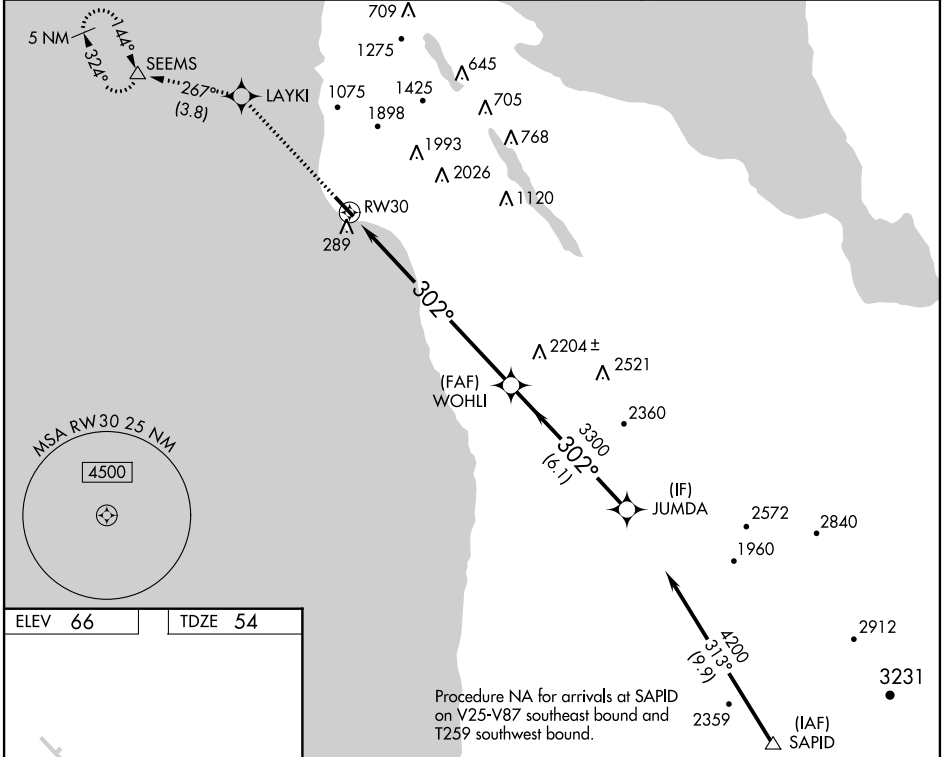 709
5 NM
144°
1275
324°
SEEMS
645
267°
(3.8)
LAYKI
1075
1425
705
1898
768
1993
2026
1120
RW30
289
302°
2204 ±
(FAF)
WOHLI
2521
2360
3300
302°
(6.1)
MSA RW30 25 NM
4500
(IF)
JUMDA
2572
2840
1960
ELEV 66
TDZE 54
2912
4200
313°
(9.9)
3231
Procedure NA for arrivals at SAPID
on V25-V87 southeast bound and
T259 southwest bound.
2359
(IAF)
SAPID